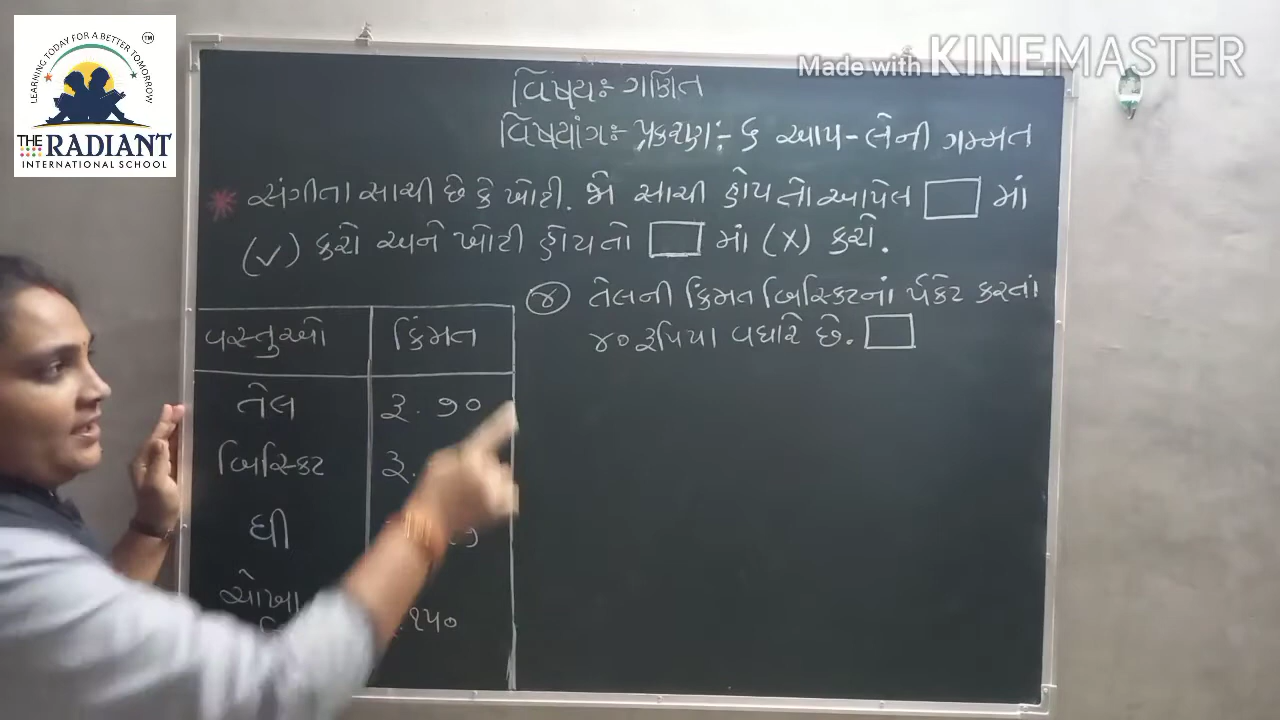 LEARNING TODAY FOR A BETTER TOMORROW
TM
THE RADIANT
INTERNATIONAL SCHOOL
Made with KINEMASTER
વિષય:- ગણિત
વિષયાંગ:- પ્રકરણ:- ૬ આપ-લેની ગમ્મત
* સંગીતા સાચી છે કે ખોટી. જો સાચી હોય તો આપેલ □ માં
(✓) કરો અને ખોટી હોય તો □ માં (X) કરો.
૪ તેલની કિંમત બિસ્કિટનાં પૅકેટ કરતાં
૪૦ રૂપિયા વધારે છે. □
વસ્તુઓ કિંમત
તેલ રૂ. ૭૦
બિસ્કિટ રૂ.
ઘી
ચોખા
૧૫૦